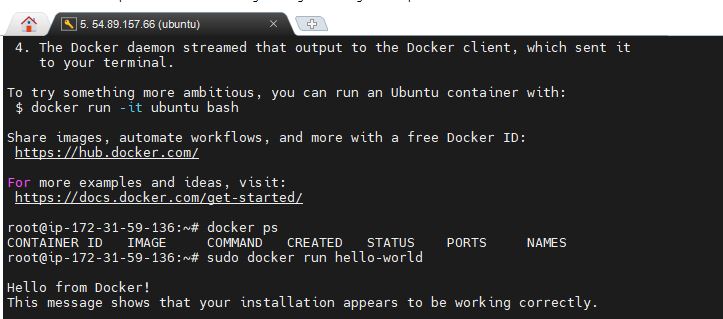 5. 54.89.157.66 (ubuntu)
4. The Docker daemon streamed that output to the Docker client, which sent it
to your terminal.
To try something more ambitious, you can run an Ubuntu container with:
$ docker run -it ubuntu bash
Share images, automate workflows, and more with a free Docker ID:
https://hub.docker.com/
For more examples and ideas, visit:
https://docs.docker.com/get-started/
root@ip-172-31-59-136:~# docker ps
CONTAINER ID   IMAGE     COMMAND   CREATED   STATUS    PORTS     NAMES
root@ip-172-31-59-136:~# sudo docker run hello-world
Hello from Docker!
This message shows that your installation appears to be working correctly.